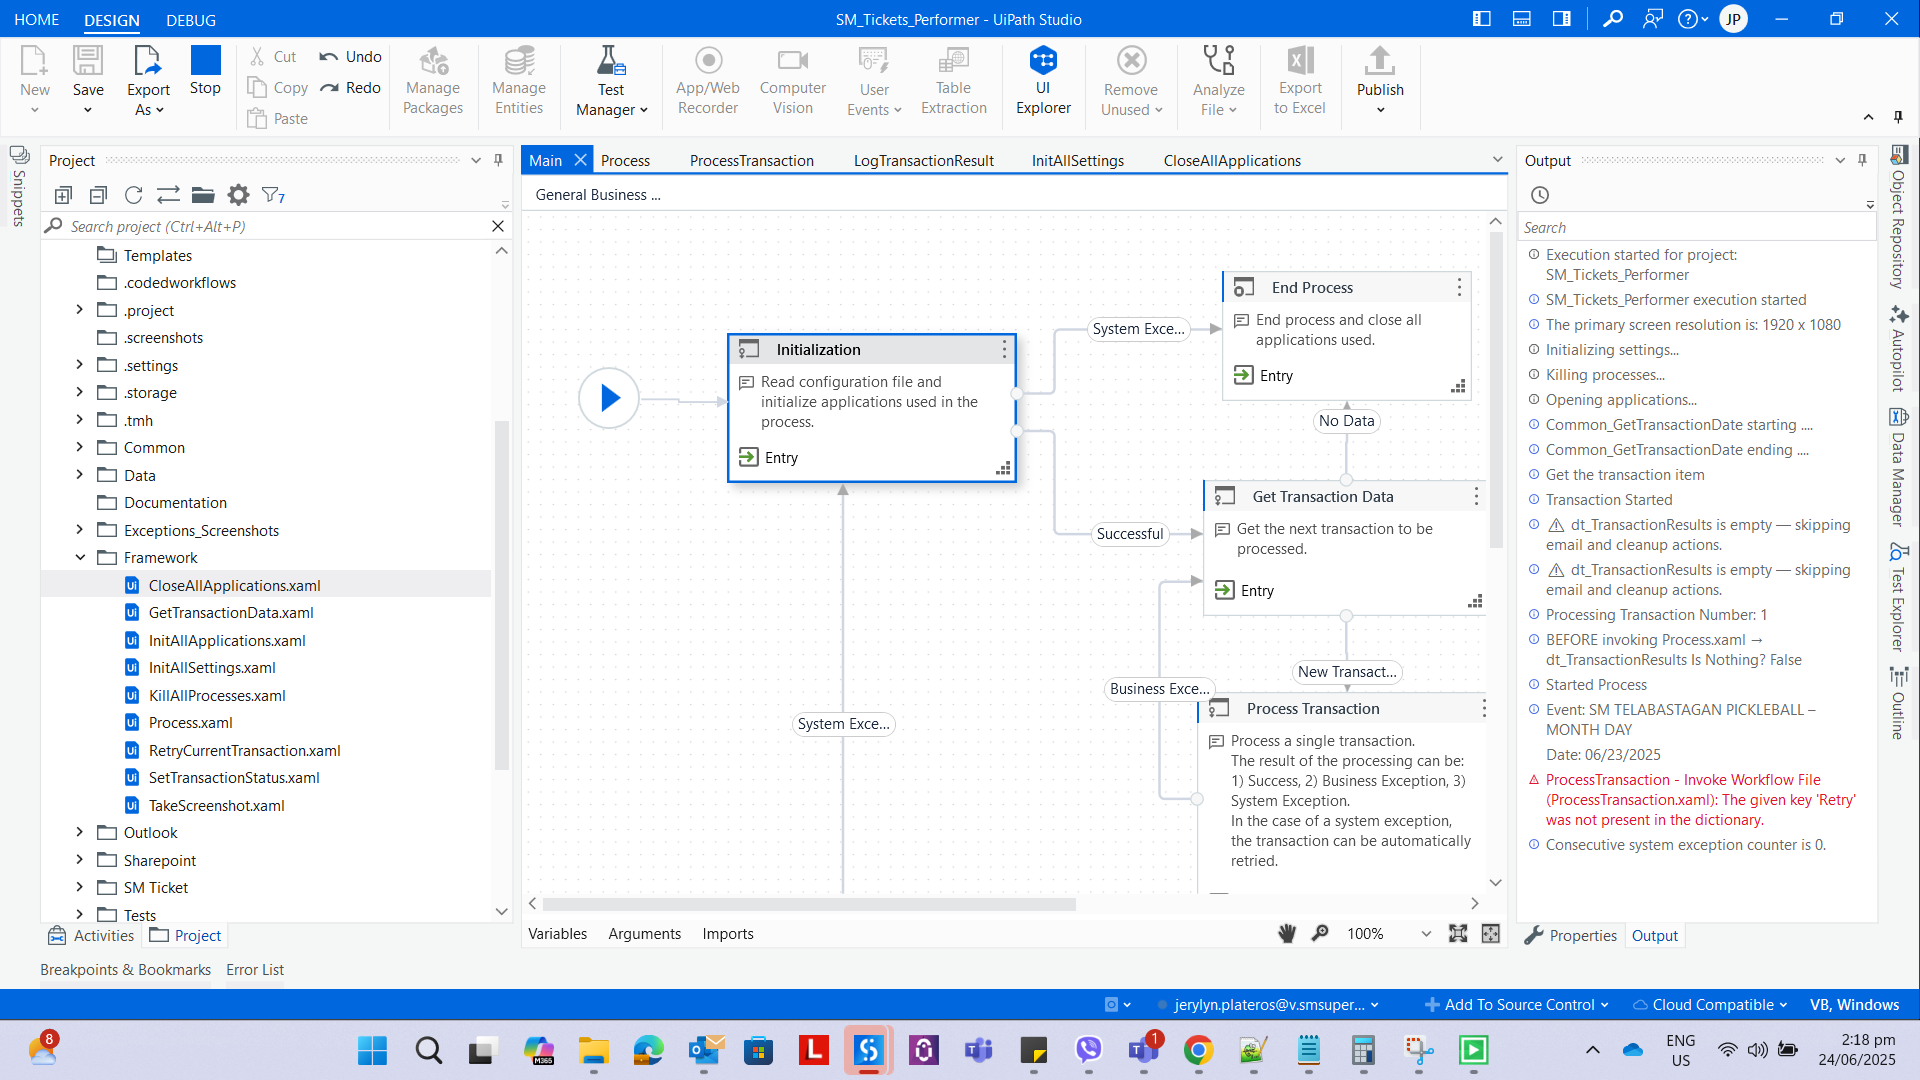 HOME
DESIGN
DEBUG
SM_Tickets_Performer - UiPath Studio
JP
New
Save
Export
As
Stop
Cut
Copy
Paste
Undo
Redo
Manage
Packages
Manage
Entities
Test
Manager
App/Web
Recorder
Computer
Vision
User
Events
Table
Extraction
UI
Explorer
Remove
Unused
Analyze
File
Export
to Excel
Publish
Snippets
Project
7
Search project (Ctrl+Alt+P)
Templates
.codedworkflows
.project
.screenshots
.settings
.storage
.tmh
Common
Data
Documentation
Exceptions_Screenshots
Framework
CloseAllApplications.xaml
GetTransactionData.xaml
InitAllApplications.xaml
InitAllSettings.xaml
KillAllProcesses.xaml
Process.xaml
RetryCurrentTransaction.xaml
SetTransactionStatus.xaml
TakeScreenshot.xaml
Outlook
Sharepoint
SM Ticket
Tests
Activities
Project
Breakpoints & Bookmarks
Error List
Main
Process
ProcessTransaction
LogTransactionResult
InitAllSettings
CloseAllApplications
General Business ...
Initialization
Read configuration file and
initialize applications used in the
process.
Entry
System Exce...
End Process
End process and close all
applications used.
Entry
No Data
Successful
Get Transaction Data
Get the next transaction to be
processed.
Entry
New Transact...
Business Exce...
System Exce...
Process Transaction
Process a single transaction.
The result of the processing can be:
1) Success, 2) Business Exception, 3)
System Exception.
In the case of a system exception,
the transaction can be automatically
retried.
Variables
Arguments
Imports
100%
Output
Search
Execution started for project:
SM_Tickets_Performer
SM_Tickets_Performer execution started
The primary screen resolution is: 1920 x 1080
Initializing settings...
Killing processes...
Opening applications...
Common_GetTransactionDate starting ....
Common_GetTransactionDate ending ....
Get the transaction item
Transaction Started
⚠ dt_TransactionResults is empty — skipping
email and cleanup actions.
⚠ dt_TransactionResults is empty — skipping
email and cleanup actions.
Processing Transaction Number: 1
BEFORE invoking Process.xaml →
dt_TransactionResults Is Nothing? False
Started Process
Event: SM TELABASTAGAN PICKLEBALL –
MONTH DAY
Date: 06/23/2025
ProcessTransaction - Invoke Workflow File
(ProcessTransaction.xaml): The given key 'Retry'
was not present in the dictionary.
Consecutive system exception counter is 0.
Properties
Output
Object Repository
Autopilot
Data Manager
Test Explorer
Outline
jerylyn.plateros@v.smsuper...
Add To Source Control
Cloud Compatible
VB, Windows
8
M365
L
1
ENG
US
2:18 pm
24/06/2025